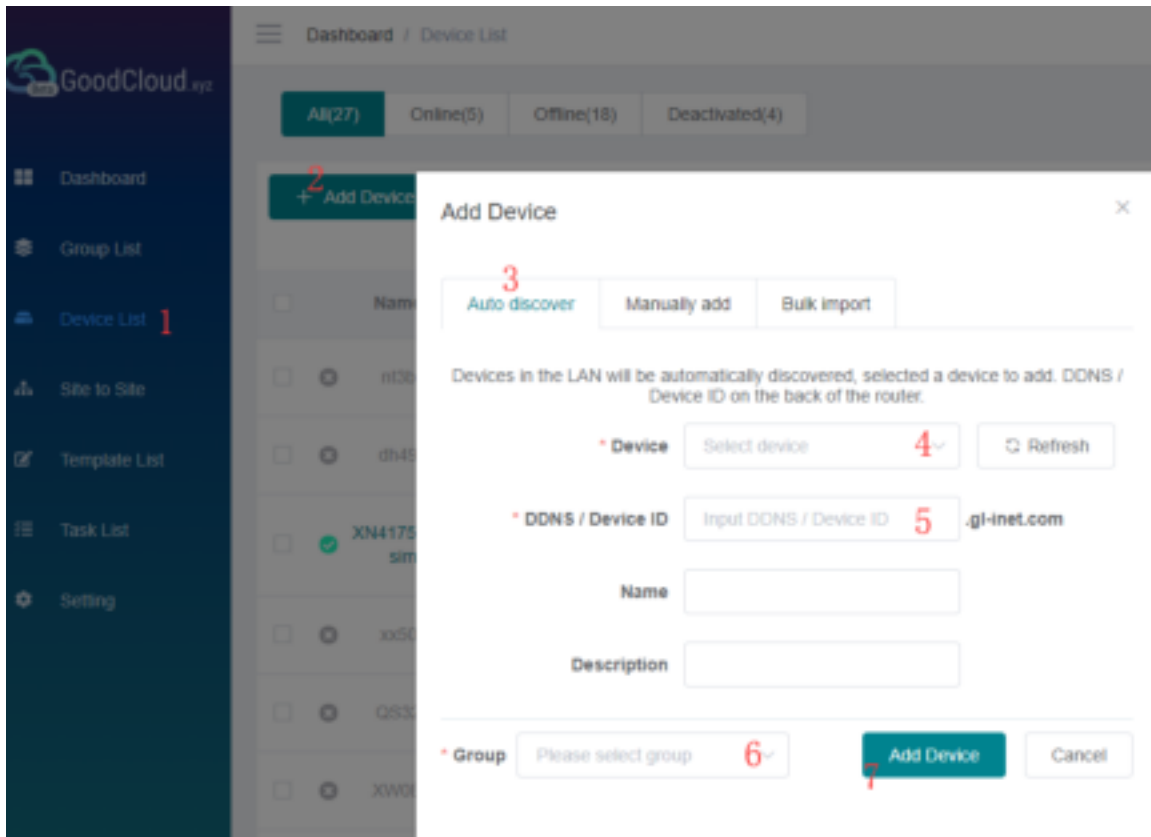 Dashboard / Device List
GoodCloud.xyz
All(27) Online(5) Offline(18) Deactivated(4)
Dashboard
2
+ Add Device
Add Device
Group List
3
Auto discover Manually add Bulk import
Name
Device List 1
Devices in the LAN will be automatically discovered, selected a device to add. DDNS /
Device ID on the back of the router.
Site to Site
* Device Select device 4 Refresh
Template List
* DDNS / Device ID Input DDNS / Device ID 5 .gl-inet.com
Task List
XN4175
sim
Name
Setting
Description
* Group Please select group 6 Add Device Cancel
7